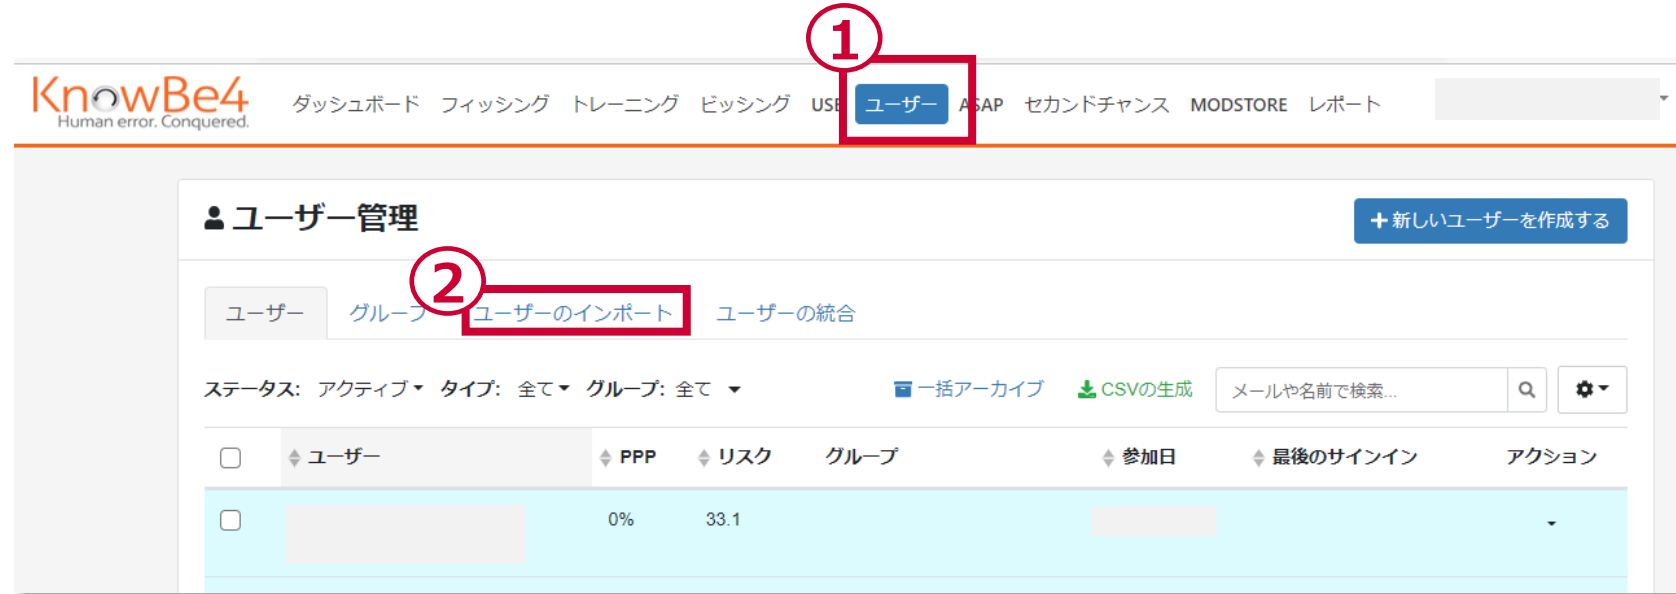 ①
KnowBe4
Human error. Conquered.
ダッシュボード フィッシング トレーニング ビッシング USB ユーザー ASAP セカンドチャンス MODSTORE レポート
ユーザー管理
+新しいユーザーを作成する
②
ユーザー グループ ユーザーのインポート ユーザーの統合
ステータス: アクティブ タイプ: 全て グループ: 全て 一括アーカイブ CSVの生成 メールや名前で検索...
ユーザー PPP リスク グループ 参加日 最後のサインイン アクション
0% 33.1